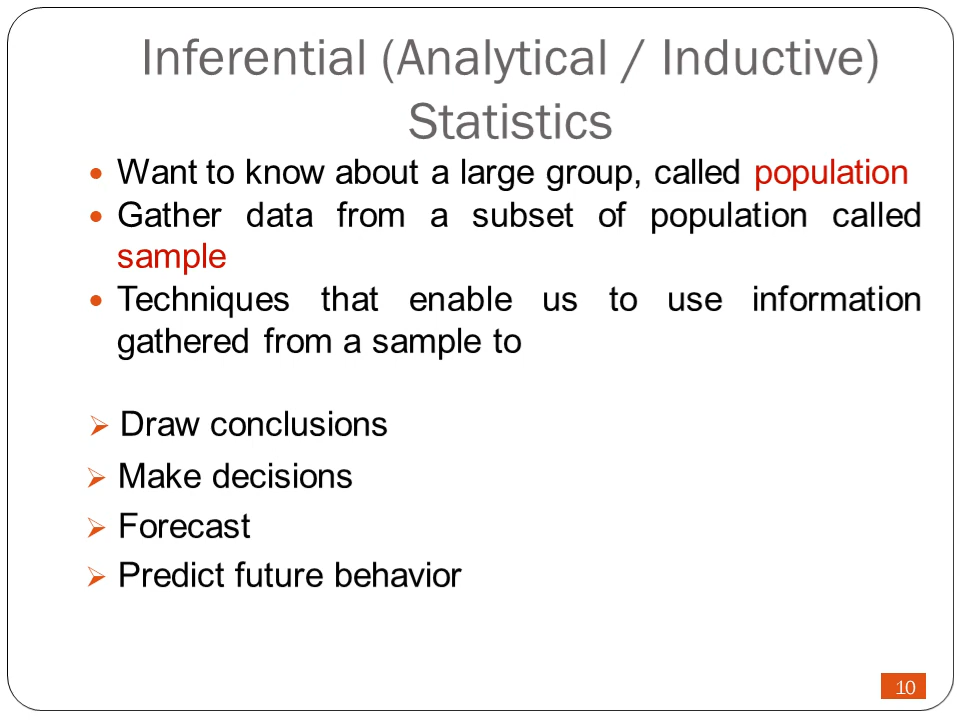 Inferential (Analytical / Inductive)
Statistics
Want to know about a large group, called population
Gather data from a subset of population called
sample
Techniques that enable us to use information
gathered from a sample to
Draw conclusions
Make decisions
Forecast
Predict future behavior
10